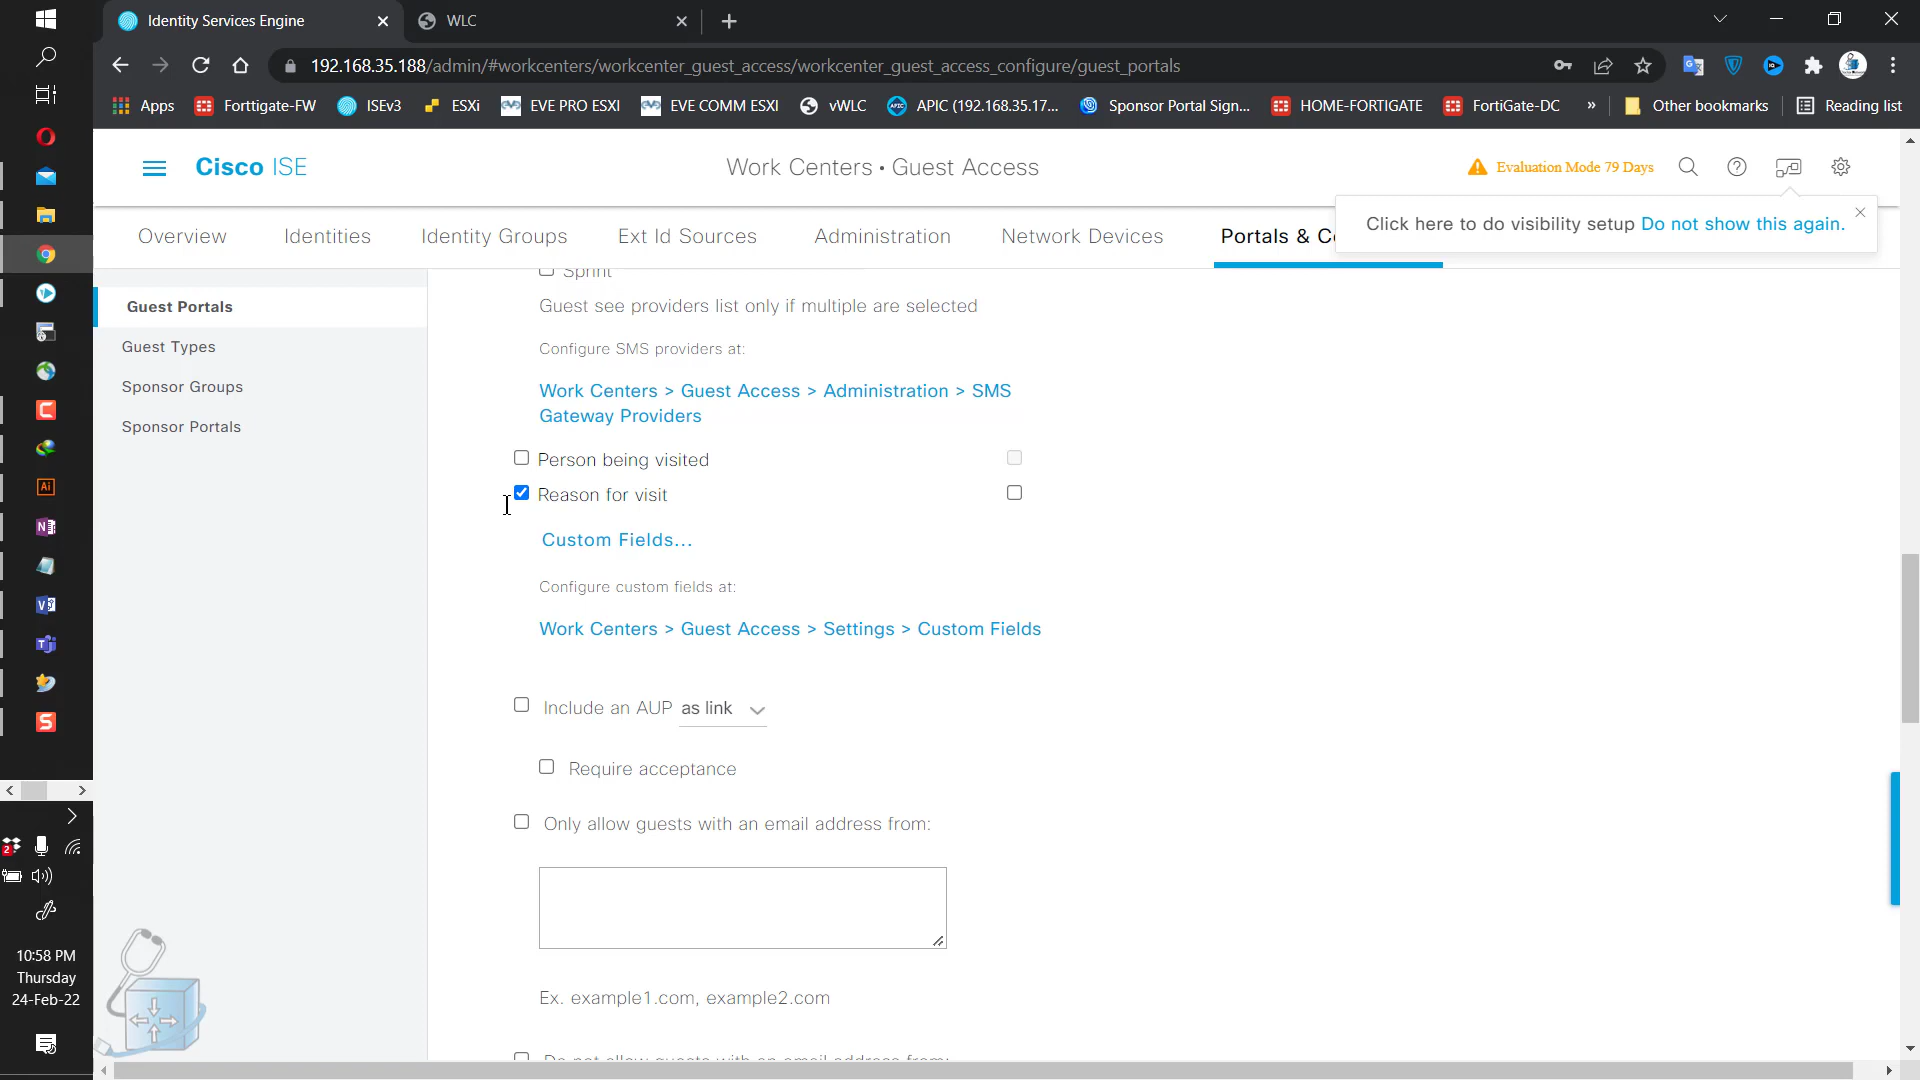 Identity Services Engine
WLC
192.168.35.188/admin/#workcenters/workcenter_guest_access/workcenter_guest_access_configure/guest_portals
Apps
Forttigate-FW
ISEv3
ESXi
EVE PRO ESXI
EVE COMM ESXI
vWLC
APIC (192.168.35.17...
Sponsor Portal Sign...
HOME-FORTIGATE
FortiGate-DC
»
Other bookmarks
Reading list
Cisco ISE
Work Centers • Guest Access
Evaluation Mode 79 Days
Click here to do visibility setup Do not show this again.
Overview
Identities
Identity Groups
Ext Id Sources
Administration
Network Devices
Portals & Co
Guest Portals
Guest Types
Sponsor Groups
Sponsor Portals
Sprint
Guest see providers list only if multiple are selected
Configure SMS providers at:
Work Centers > Guest Access > Administration > SMS
Gateway Providers
Person being visited
Reason for visit
Custom Fields...
Configure custom fields at:
Work Centers > Guest Access > Settings > Custom Fields
Include an AUP as link
Require acceptance
Only allow guests with an email address from:
Ex. example1.com, example2.com
Do not allow guests with an email address from:
10:58 PM
Thursday
24-Feb-22